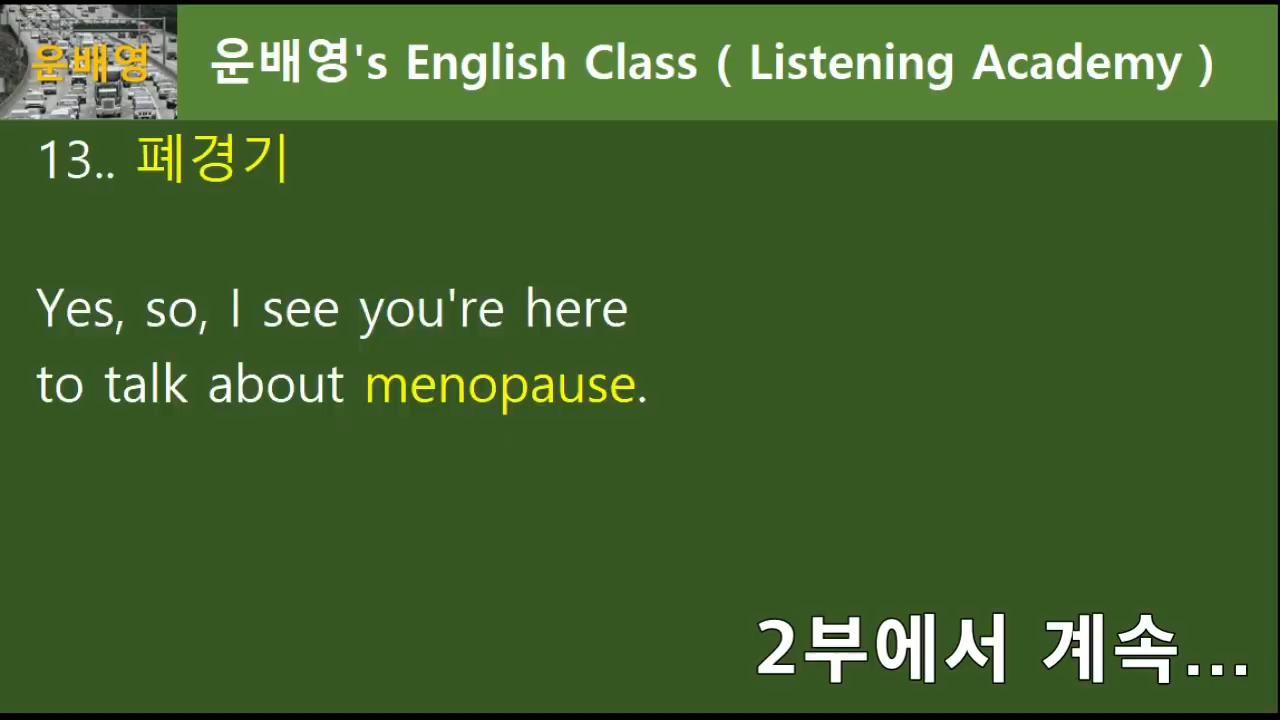 운배영
운배영's English Class ( Listening Academy )
13.. 폐경기
Yes, so, I see you're here
to talk about menopause.
2부에서 계속...